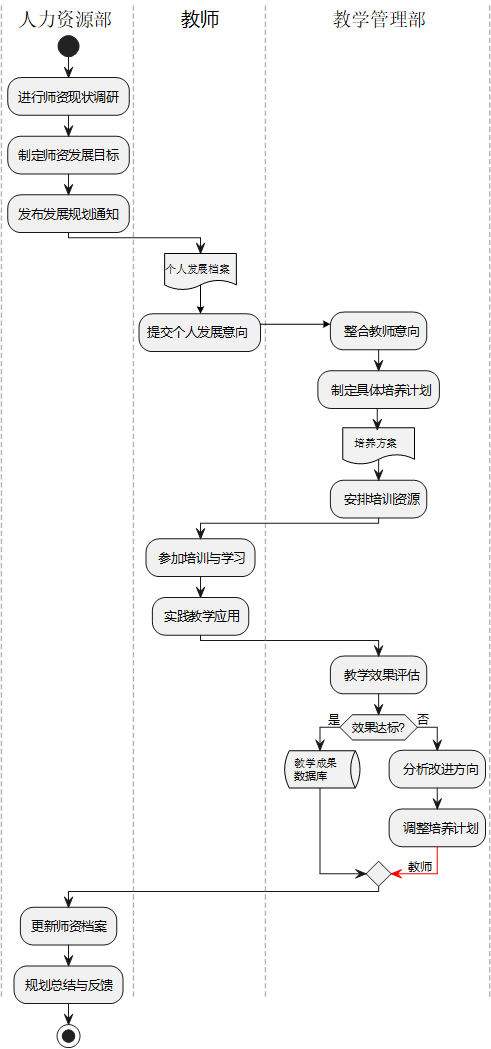 人力资源部
教师
教学管理部
进行师资现状调研
制定师资发展目标
发布发展规划通知
个人发展档案
提交个人发展意向
整合教师意向
制定具体培养计划
培养方案
安排培训资源
参加培训与学习
实践教学应用
教学效果评估
是
效果达标?
否
教学成果
数据库
分析改进方向
调整培养计划
教师
更新师资档案
规划总结与反馈